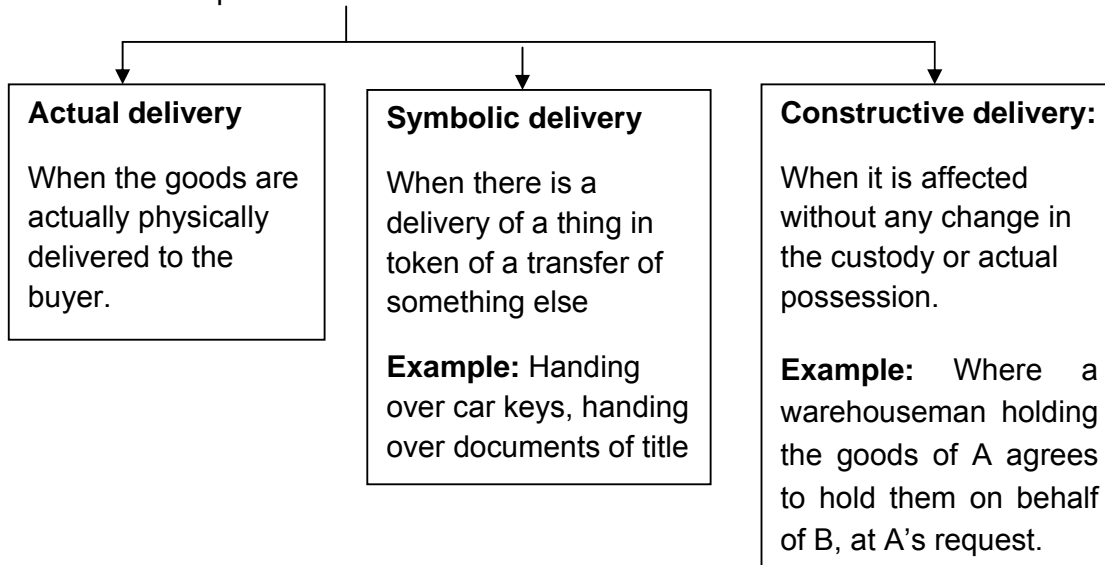 Actual delivery
When the goods are
actually physically
delivered to the
buyer.
Symbolic delivery
When there is a
delivery of a thing in
token of a transfer of
something else
Example: Handing
over car keys, handing
over documents of title
Constructive delivery:
When it is affected
without any change in
the custody or actual
possession.
Example: Where a
warehouseman holding
the goods of A agrees
to hold them on behalf
of B, at A’s request.